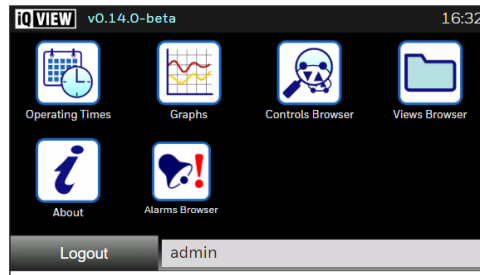 iQ VIEW v0.14.0-beta 16:32
Operating Times Graphs Controls Browser Views Browser
About Alarms Browser
Logout admin